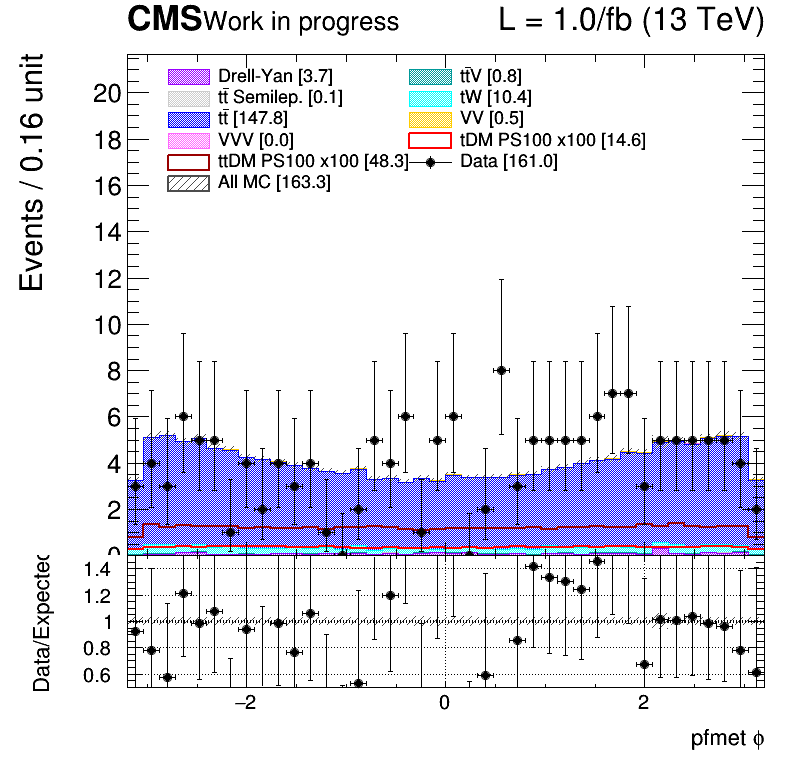 CMS Work in progress L = 1.0/fb (13 TeV)
Events / 0.16 unit
Drell-Yan [3.7]
tt̄V [0.8]
tt̄ Semilep. [0.1]
tW [10.4]
tt̄ [147.8]
VV [0.5]
VVV [0.0]
tDM PS100 x100 [14.6]
ttDM PS100 x100 [48.3]
Data [161.0]
All MC [163.3]
20
18
16
14
12
10
8
6
4
2
0
Data/Expected
1.4
1.2
1
0.8
0.6
−2 0 2
pfmet ϕ